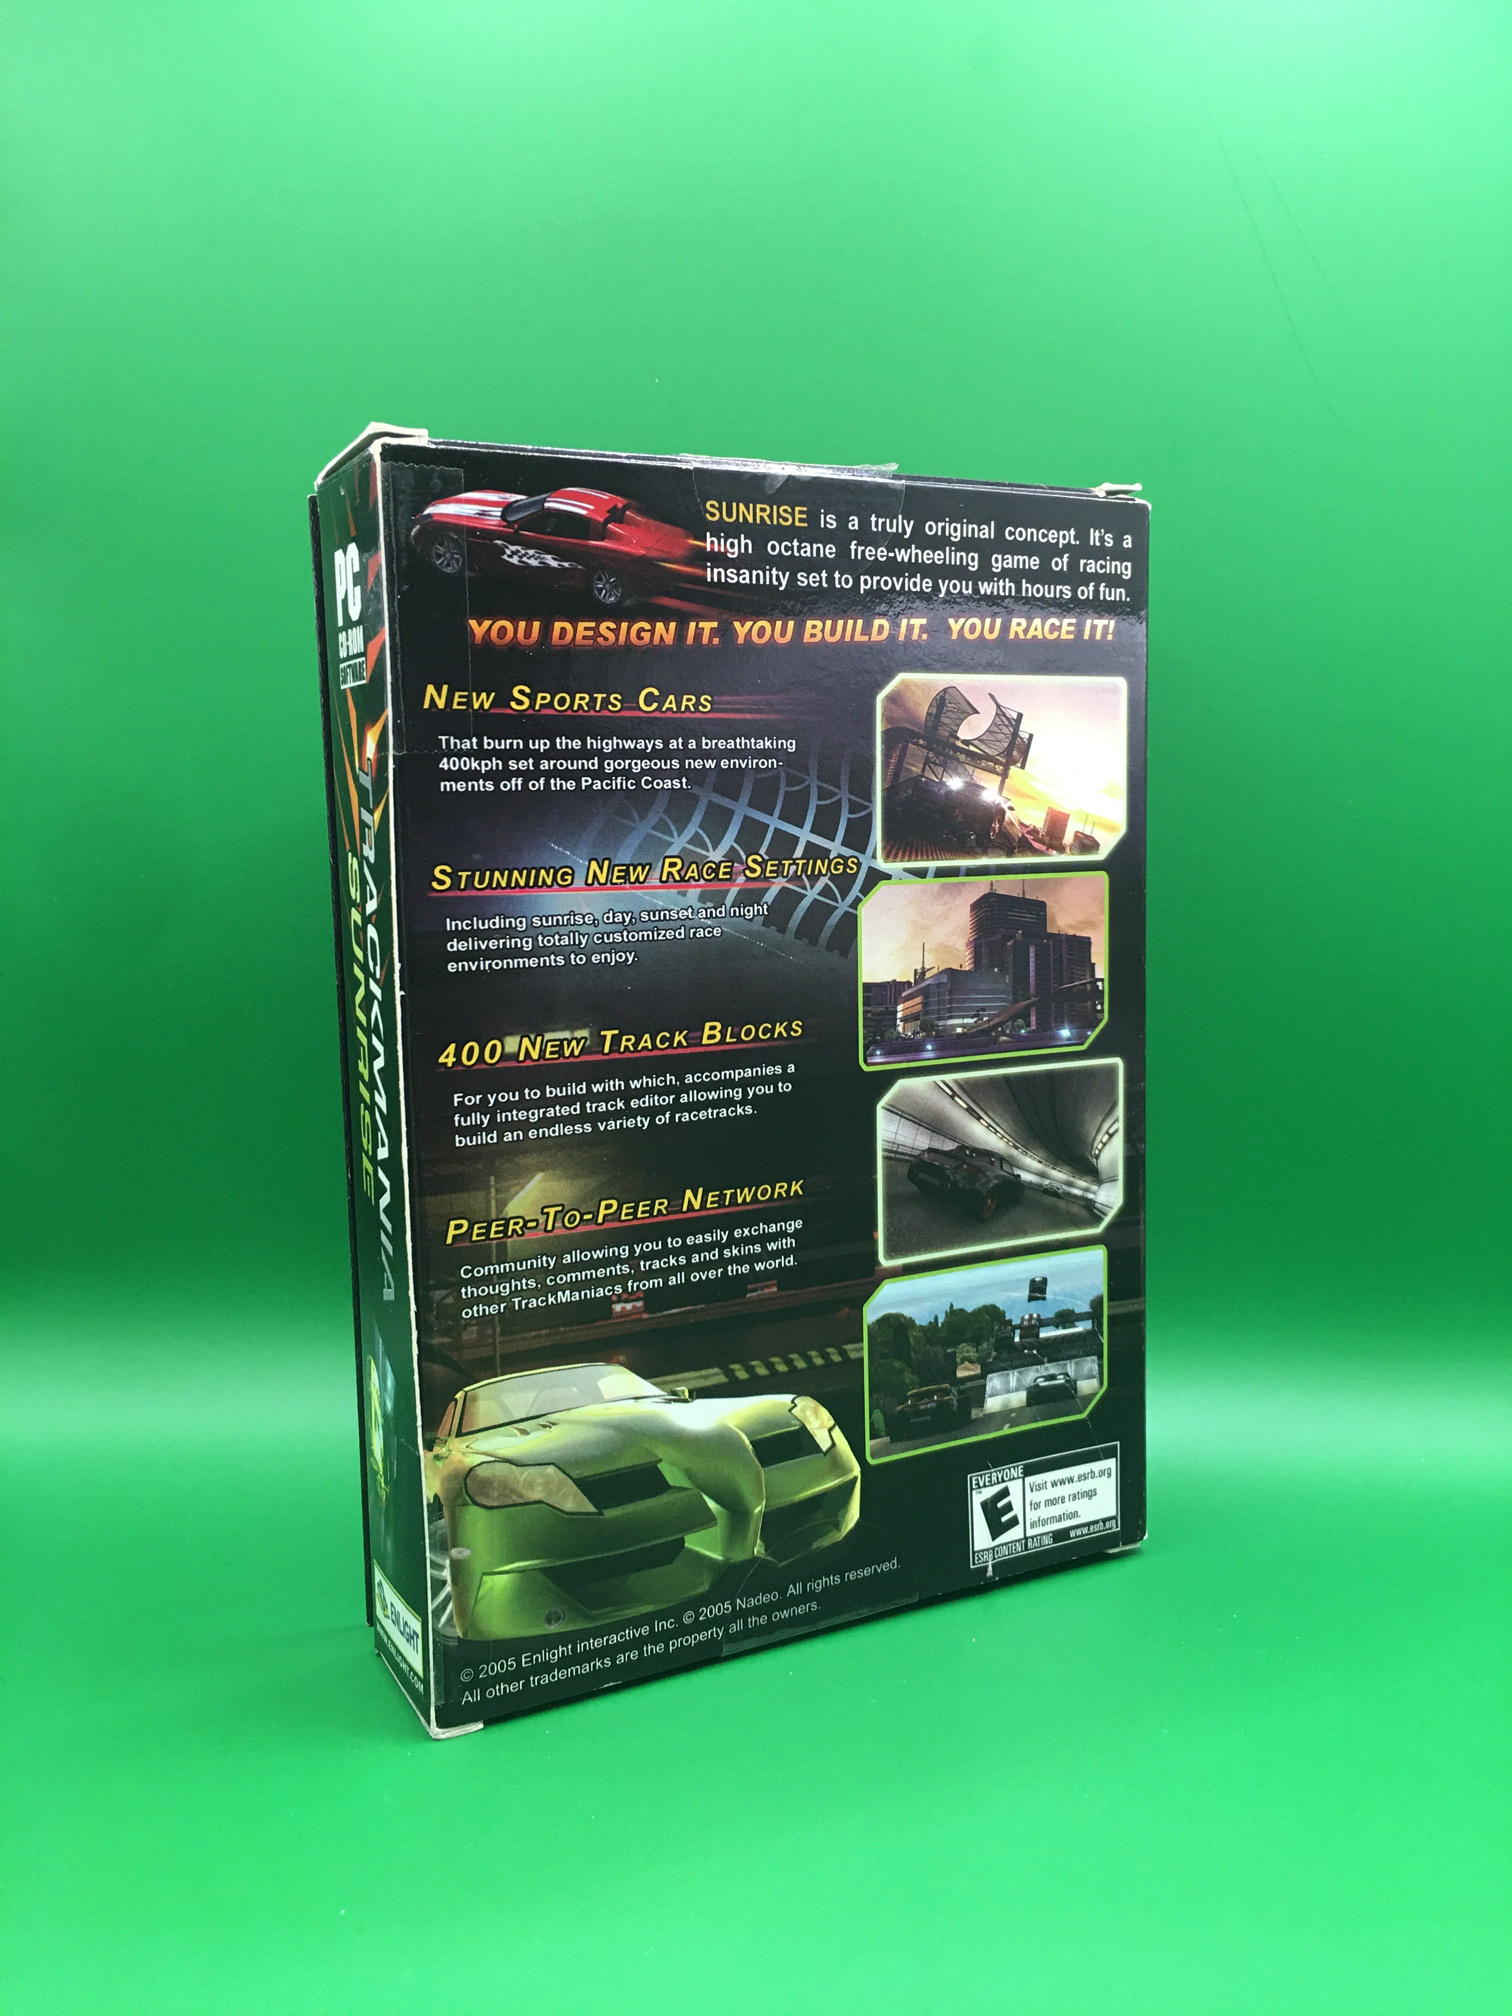 SUNRISE is a truly original concept. It's a
high octane free-wheeling game of racing
insanity set to provide you with hours of fun.
YOU DESIGN IT. YOU BUILD IT. YOU RACE IT!
NEW SPORTS CARS
That burn up the highways at a breathtaking
400kph set around gorgeous new environ-
ments off of the Pacific Coast.
STUNNING NEW RACE SETTINGS
Including sunrise, day, sunset and night
delivering totally customized race
environments to enjoy.
400 NEW TRACK BLOCKS
For you to build with which, accompanies a
fully integrated track editor allowing you to
build an endless variety of racetracks.
PEER-TO-PEER NETWORK
Community allowing you to easily exchange
thoughts, comments, tracks and skins with
other TrackManiacs from all over the world.
EVERYONE
E
™
Visit www.esrb.org
for more ratings
information.
ESRB CONTENT RATING www.esrb.org
© 2005 Enlight interactive Inc. © 2005 Nadeo. All rights reserved.
All other trademarks are the property all the owners.
PC
CD-ROM
SOFTWARE
TRACKMANIA
SUNRISE
ENLIGHT
WWW.ENLIGHT.COM